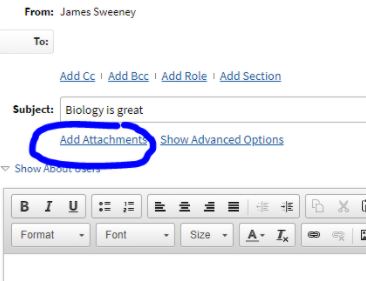 From: James Sweeney
To:
Add Cc Add Bcc Add Role Add Section
Subject: Biology is great
Add Attachments Show Advanced Options
Show About Users
B I U
Format Font Size A Ix